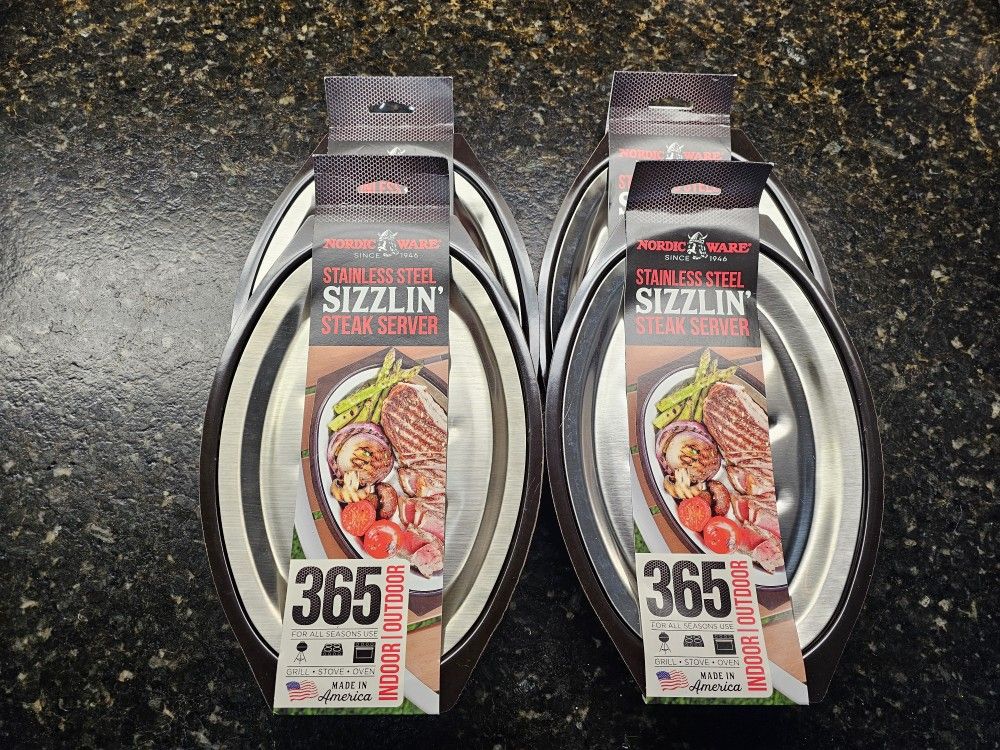 NORDIC WARE®
NORDIC WARE®
SINCE 1946
STAINLESS STEEL
SIZZLIN'
STEAK SERVER
365
FOR ALL SEASONS USE
GRILL • STOVE • OVEN
MADE IN
America
INDOOR | OUTDOOR
NORDIC WARE®
SINCE 1946
STAINLESS STEEL
SIZZLIN'
STEAK SERVER
365
FOR ALL SEASONS USE
GRILL • STOVE • OVEN
MADE IN
America
INDOOR | OUTDOOR